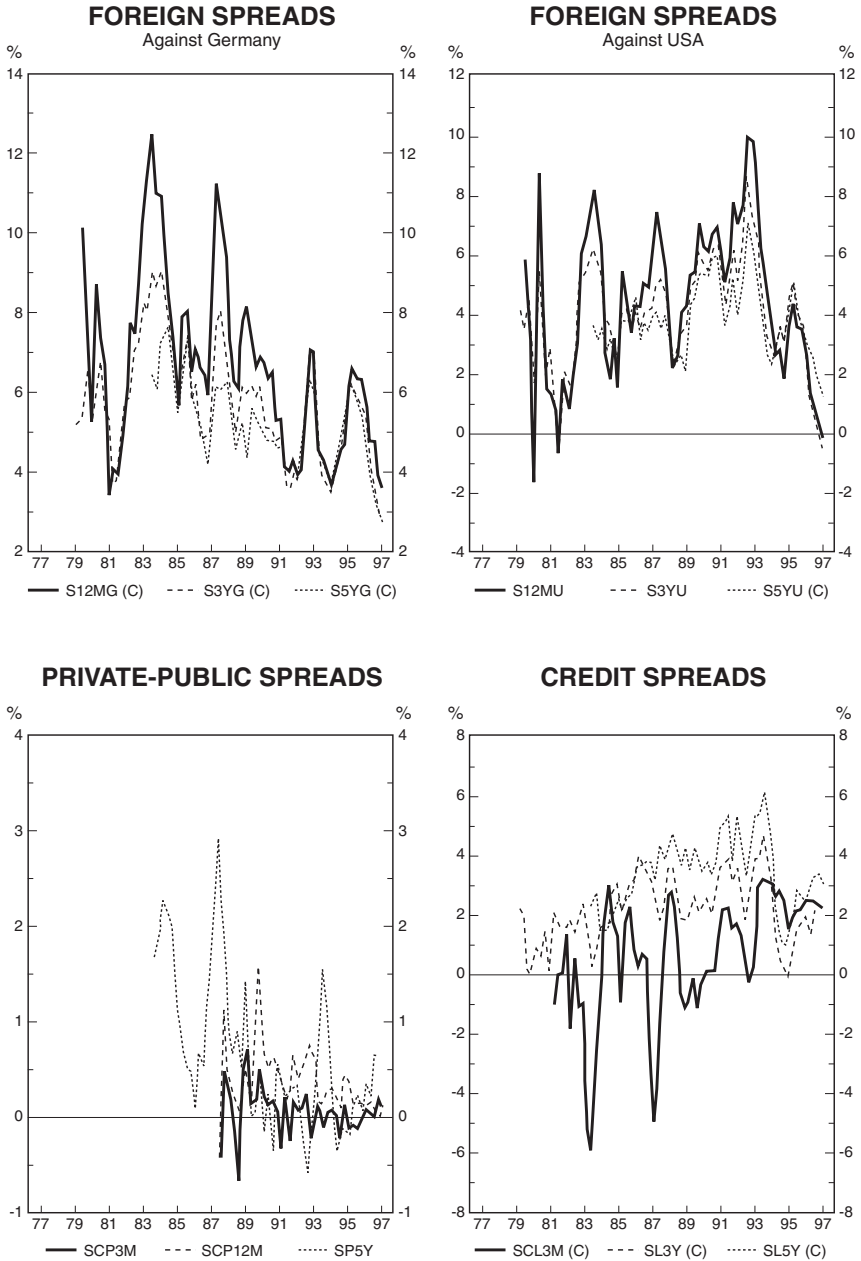 FOREIGN SPREADS
Against Germany
% %
14 14
12 12
10 10
8 8
6 6
4 4
2 2
77 79 81 83 85 87 89 91 93 95 97
S12MG (C) S3YG (C) S5YG (C)
FOREIGN SPREADS
Against USA
% %
12 12
10 10
8 8
6 6
4 4
2 2
0 0
-2 -2
-4 -4
77 79 81 83 85 87 89 91 93 95 97
S12MU S3YU S5YU (C)
PRIVATE-PUBLIC SPREADS
% %
4 4
3 3
2 2
1 1
0 0
-1 -1
77 79 81 83 85 87 89 91 93 95 97
SCP3M SCP12M SP5Y
CREDIT SPREADS
% %
8 8
6 6
4 4
2 2
0 0
-2 -2
-4 -4
-6 -6
-8 -8
77 79 81 83 85 87 89 91 93 95 97
SCL3M (C) SL3Y (C) SL5Y (C)